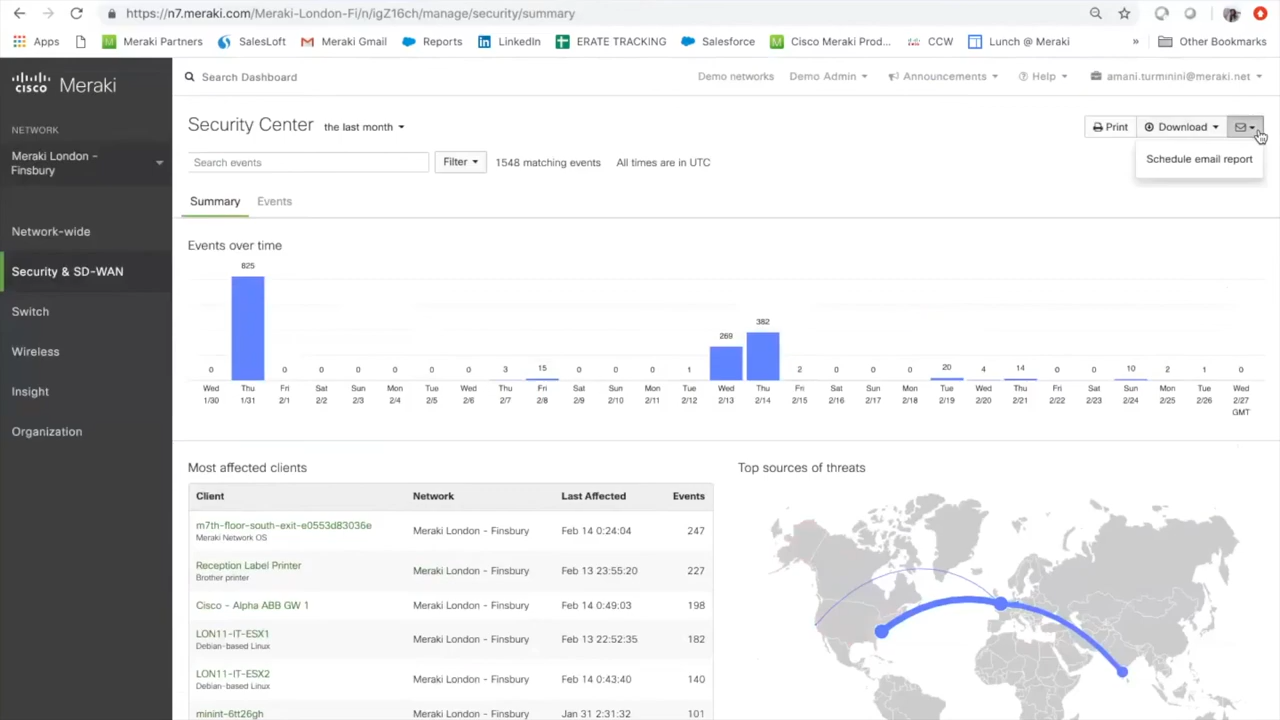 https://n7.meraki.com/Meraki-London-Fi/n/igZ16ch/manage/security/summary
Apps Meraki Partners SalesLoft Meraki Gmail Reports LinkedIn ERATE TRACKING Salesforce Cisco Meraki Prod... CCW Lunch @ Meraki » Other Bookmarks
cisco Meraki
Search Dashboard Demo networks Demo Admin Announcements Help amani.turminini@meraki.net
NETWORK
Meraki London -
Finsbury
Network-wide
Security & SD-WAN
Switch
Wireless
Insight
Organization
Security Center the last month Print Download
Schedule email report
Search events Filter 1548 matching events All times are in UTC
Summary Events
Events over time
0 825 0 0 0 0 0 0 3 15 0 0 0 1 269 382 2 0 0 0 20 4 14 0 0 10 2 1 0
Wed Thu Fri Sat Sun Mon Tue Wed Thu Fri Sat Sun Mon Tue Wed Thu Fri Sat Sun Mon Tue Wed Thu Fri Sat Sun Mon Tue Wed
1/30 1/31 2/1 2/2 2/3 2/4 2/5 2/6 2/7 2/8 2/9 2/10 2/11 2/12 2/13 2/14 2/15 2/16 2/17 2/18 2/19 2/20 2/21 2/22 2/23 2/24 2/25 2/26 2/27
GMT
Most affected clients
Client Network Last Affected Events
m7th-floor-south-exit-e0553d83036e Meraki London - Finsbury Feb 14 0:24:04 247
Meraki Network OS
Reception Label Printer Meraki London - Finsbury Feb 13 23:55:20 227
Brother printer
Cisco - Alpha ABB GW 1 Meraki London - Finsbury Feb 14 0:49:03 198
LON11-IT-ESX1 Meraki London - Finsbury Feb 13 22:52:35 182
Debian-based Linux
LON11-IT-ESX2 Meraki London - Finsbury Feb 14 0:43:40 140
Debian-based Linux
minint-6tt26gh Meraki London - Finsbury Jan 31 2:31:32 101
Top sources of threats